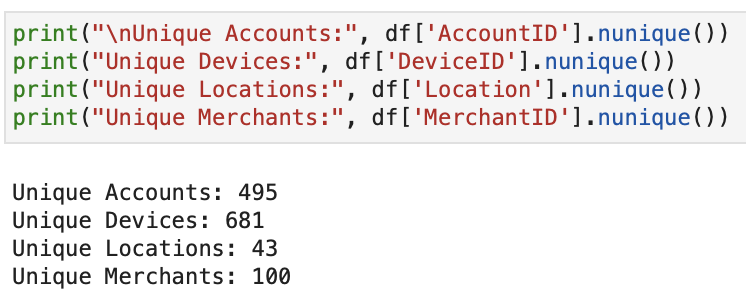 print("\nUnique Accounts:", df['AccountID'].nunique())
print("Unique Devices:", df['DeviceID'].nunique())
print("Unique Locations:", df['Location'].nunique())
print("Unique Merchants:", df['MerchantID'].nunique())
Unique Accounts: 495
Unique Devices: 681
Unique Locations: 43
Unique Merchants: 100